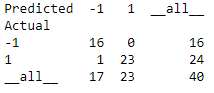 Predicted -1 1 __all__
Actual
-1 16 0 16
1 1 23 24
__all__ 17 23 40